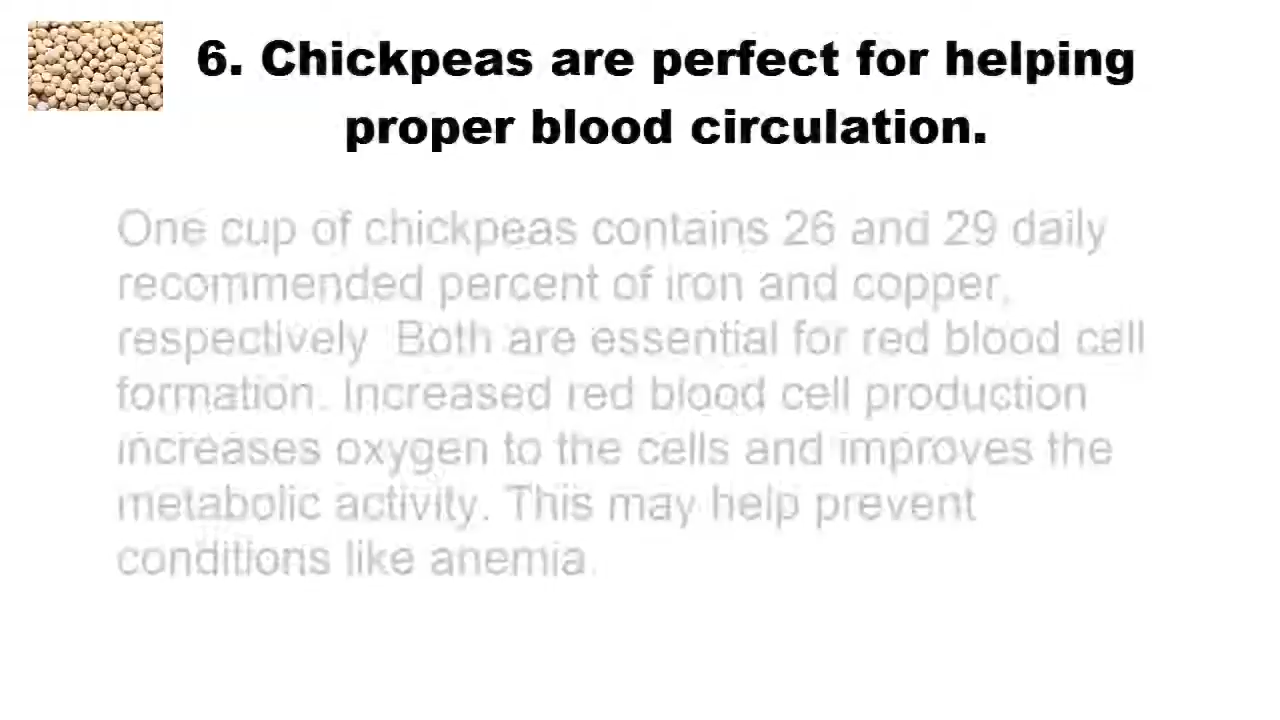 6. Chickpeas are perfect for helping
proper blood circulation.
One cup of chickpeas contains 26 and 29 daily
recommended percent of iron and copper,
respectively. Both are essential for red blood cell
formation. Increased red blood cell production
increases oxygen to the cells and improves the
metabolic activity. This may help prevent
conditions like anemia.